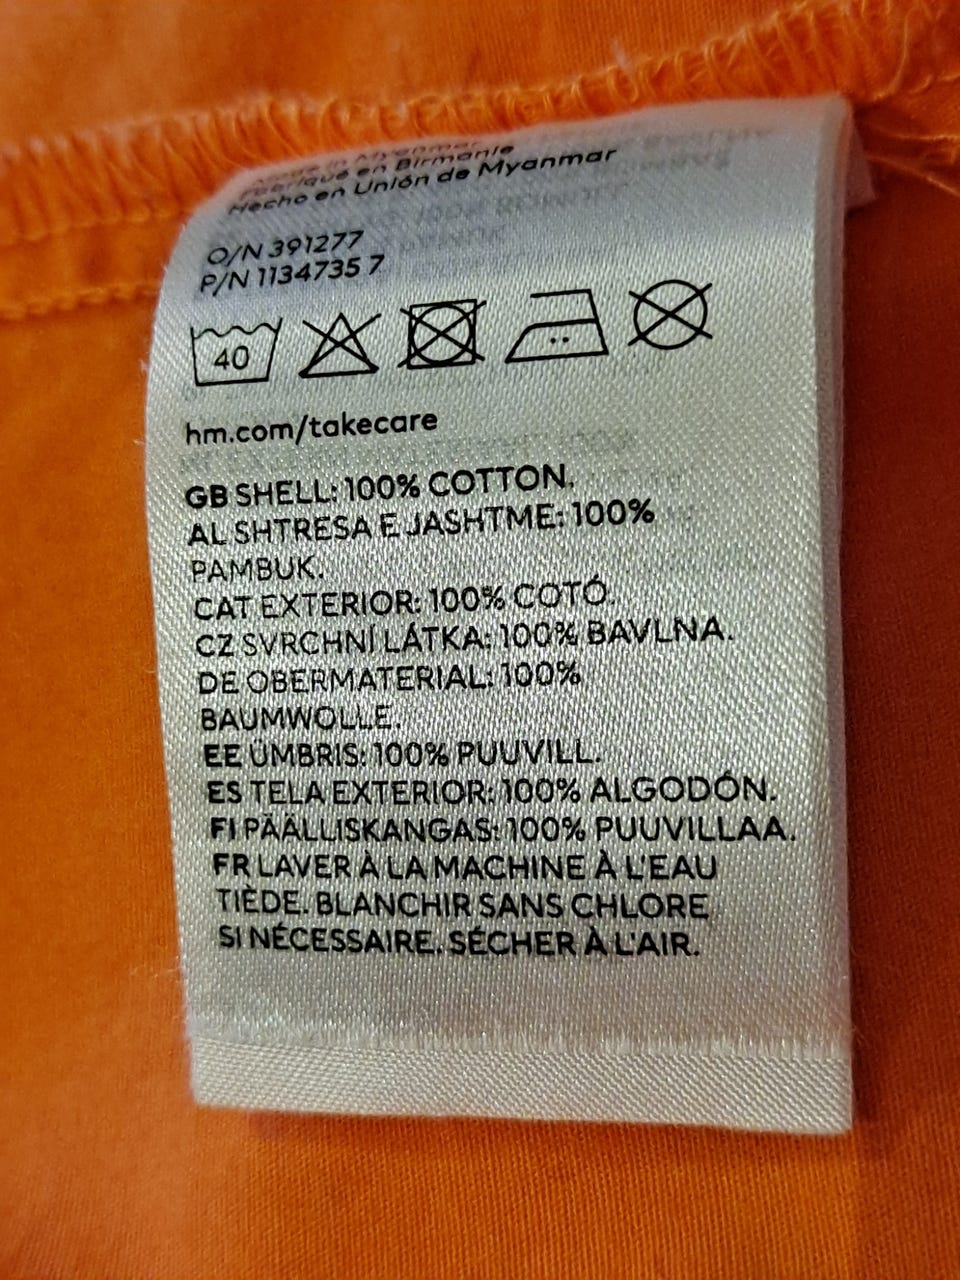 Made in Myanmar
Fabriqué en Birmanie
Hecho en Unión de Myanmar
O/N 391277
P/N 1134735 7
40
hm.com/takecare
GB SHELL: 100% COTTON.
AL SHTRESA E JASHTME: 100%
PAMBUK.
CAT EXTERIOR: 100% COTÓ.
CZ SVRCHNÍ LÁTKA: 100% BAVLNA.
DE OBERMATERIAL: 100%
BAUMWOLLE.
EE ÜMBRIS: 100% PUUVILL.
ES TELA EXTERIOR: 100% ALGODÓN.
FI PÄÄLLISKANGAS: 100% PUUVILLAA.
FR LAVER À LA MACHINE À L'EAU
TIÈDE. BLANCHIR SANS CHLORE
SI NÉCESSAIRE. SÉCHER À L'AIR.